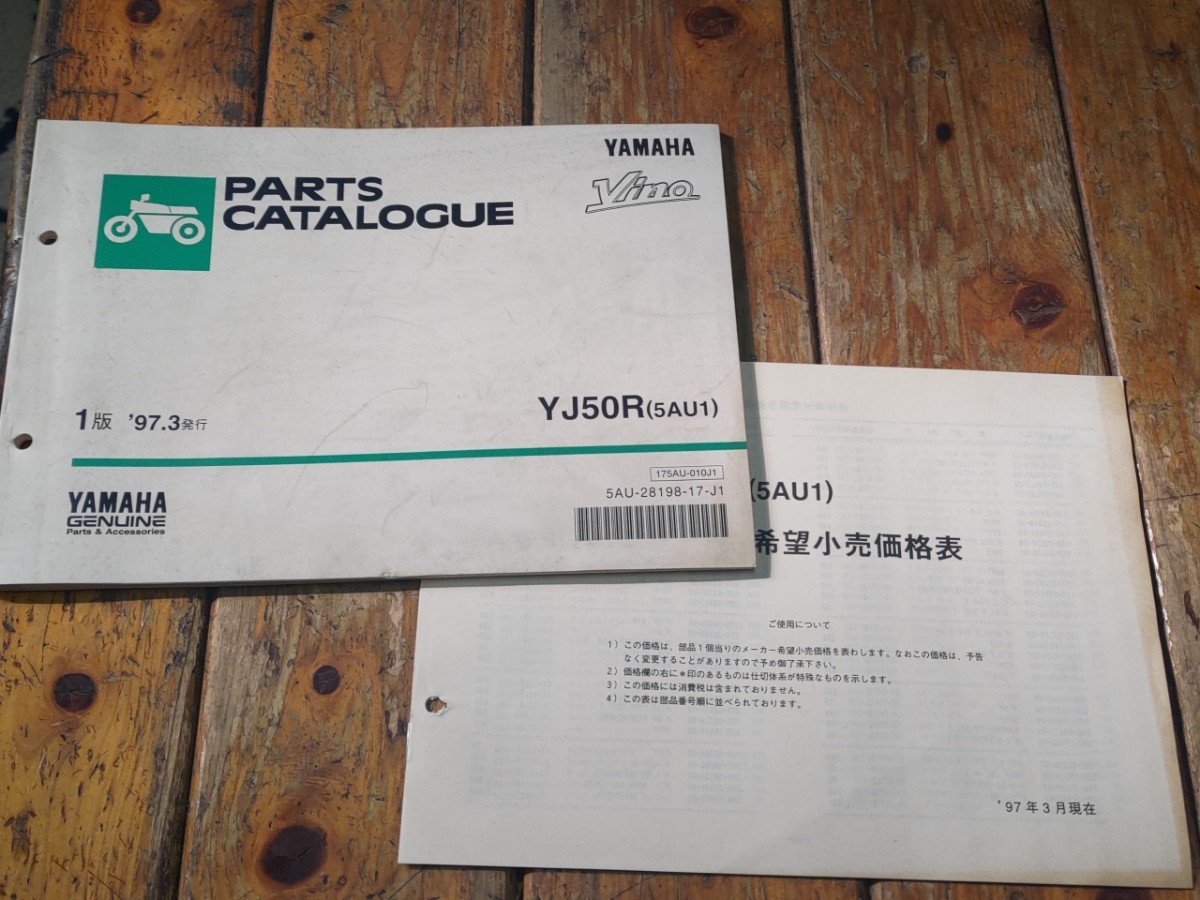 YAMAHA
Vino
PARTS
CATALOGUE
1版 '97.3発行
YJ50R(5AU1)
175AU-010J1
5AU-28198-17-J1
YAMAHA
GENUINE
Parts & Accessories
(5AU1)
希望小売価格表
ご使用について
1）この価格は、部品1個当りのメーカー希望小売価格を表わします。なおこの価格は、予告
なく変更することがありますので予め御了承下さい。
2）価格欄の右に＊印のあるものは仕切体系が特殊なものを示します。
3）この価格には消費税は含まれておりません。
4）この表は部品番号順に並べられております。
'97年3月現在